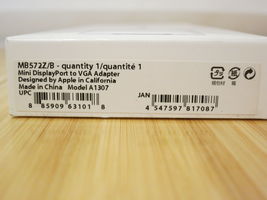 MB572Z/B - quantity 1/quantité 1
Mini DisplayPort to VGA Adapter
Designed by Apple in California
Made in China   Model A1307
UPC
JAN
8 85909 63101 8
4 547597 817087